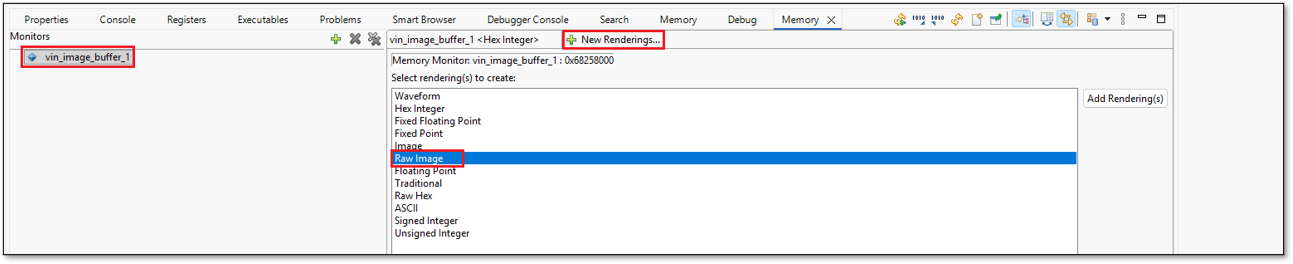 Properties Console Registers Executables Problems Smart Browser Debugger Console Search Memory Debug Memory
Monitors
vin_image_buffer_1
vin_image_buffer_1 <Hex Integer> New Renderings...
Memory Monitor: vin_image_buffer_1 : 0x68258000
Select rendering(s) to create:
Waveform
Hex Integer
Fixed Floating Point
Fixed Point
Image
Raw Image
Floating Point
Traditional
Raw Hex
ASCII
Signed Integer
Unsigned Integer
Add Rendering(s)
1010 1010